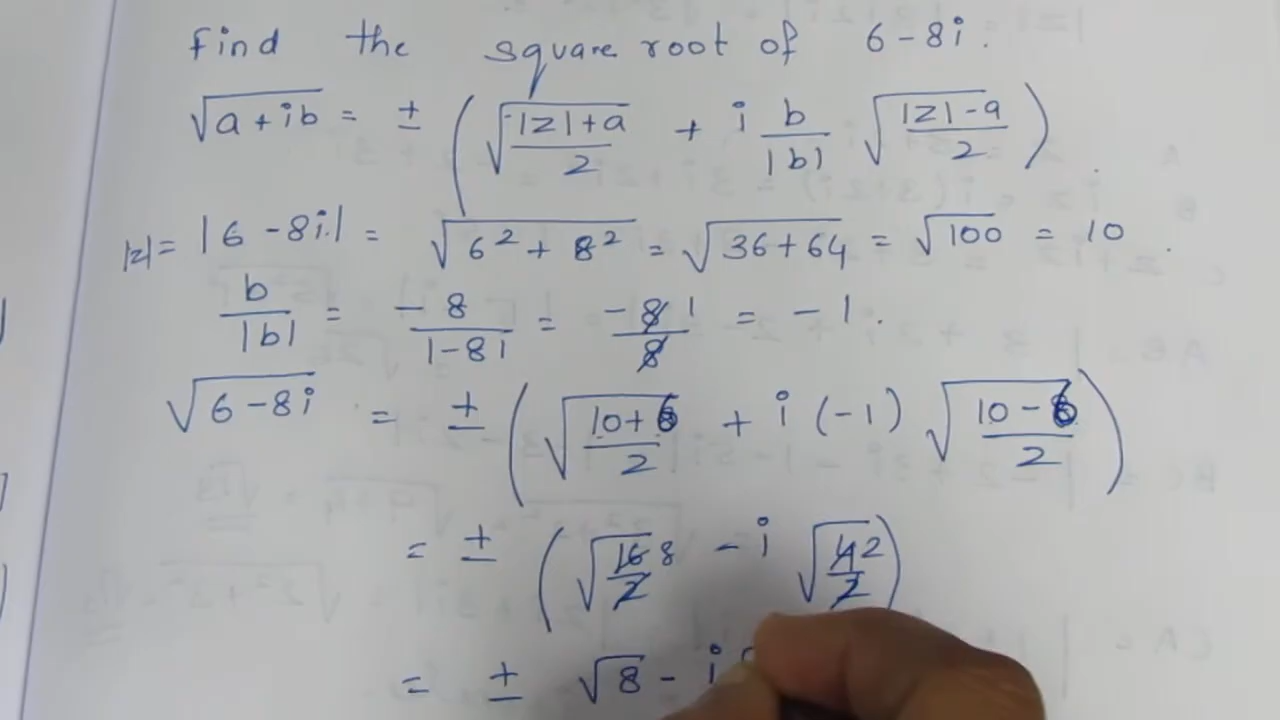 Find the square root of 6-8i.
√(a+ib) = ± (√((|z|+a)/2) + i b/|b| √((|z|-a)/2))
|z| = |6-8i| = √(6²+8²) = √(36+64) = √100 = 10.
b/|b| = -8/|-8| = -8/8 1 = -1.
√(6-8i) = ± (√((10+6)/2) + i(-1) √((10-6)/2))
= ± (√(16/2) 8 - i √(4/2) 2)
= ± √8 - i